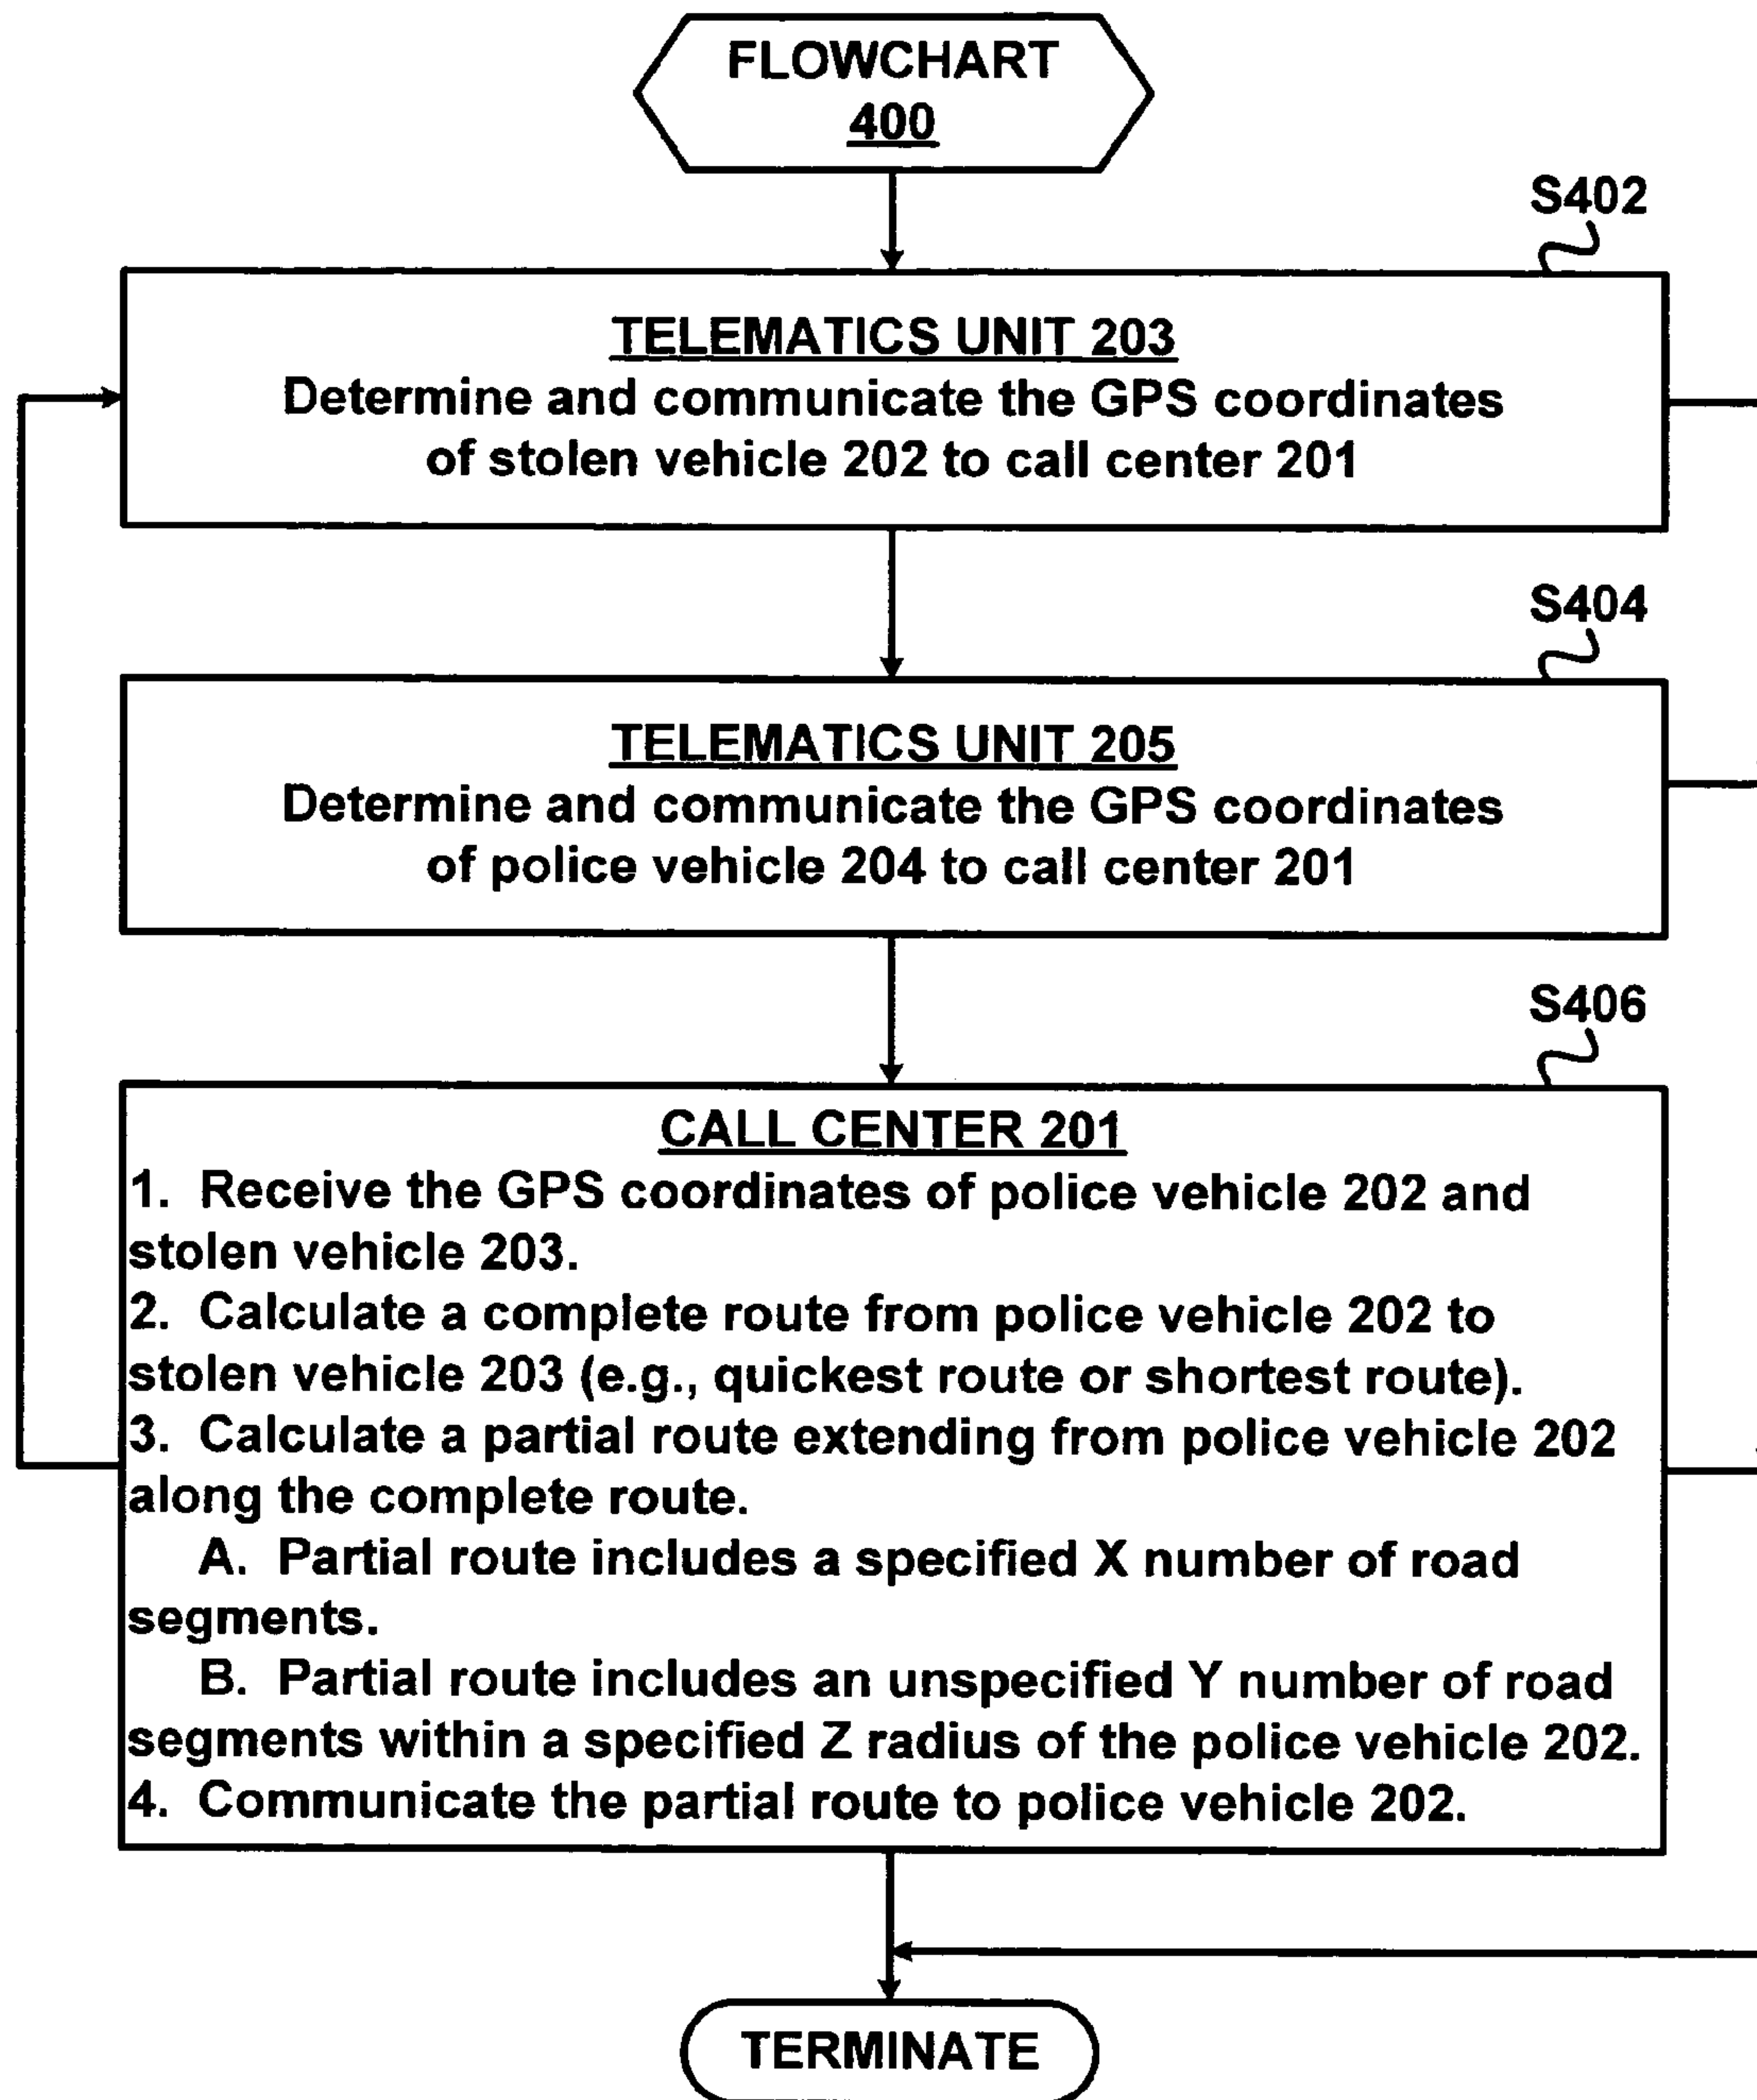 FLOWCHART
400
S402
TELEMATICS UNIT 203
Determine and communicate the GPS coordinates
of stolen vehicle 202 to call center 201
S404
TELEMATICS UNIT 205
Determine and communicate the GPS coordinates
of police vehicle 204 to call center 201
S406
CALL CENTER 201
1. Receive the GPS coordinates of police vehicle 202 and
stolen vehicle 203.
2. Calculate a complete route from police vehicle 202 to
stolen vehicle 203 (e.g., quickest route or shortest route).
3. Calculate a partial route extending from police vehicle 202
along the complete route.
A. Partial route includes a specified X number of road
segments.
B. Partial route includes an unspecified Y number of road
segments within a specified Z radius of the police vehicle 202.
4. Communicate the partial route to police vehicle 202.
TERMINATE